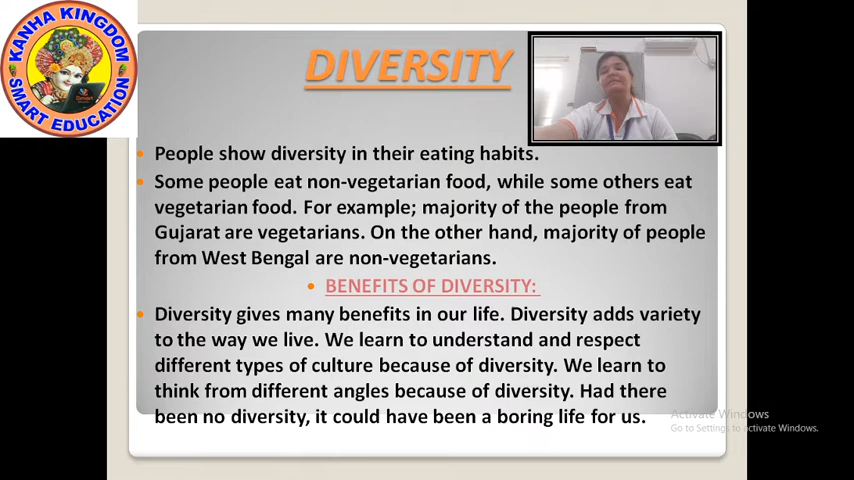 KANHA KINGDOM
SMART EDUCATION
DIVERSITY
People show diversity in their eating habits.
Some people eat non-vegetarian food, while some others eat
vegetarian food. For example; majority of the people from
Gujarat are vegetarians. On the other hand, majority of people
from West Bengal are non-vegetarians.
BENEFITS OF DIVERSITY:
Diversity gives many benefits in our life. Diversity adds variety
to the way we live. We learn to understand and respect
different types of culture because of diversity. We learn to
think from different angles because of diversity. Had there
been no diversity, it could have been a boring life for us.
Activate Windows
Go to Settings to activate Windows.